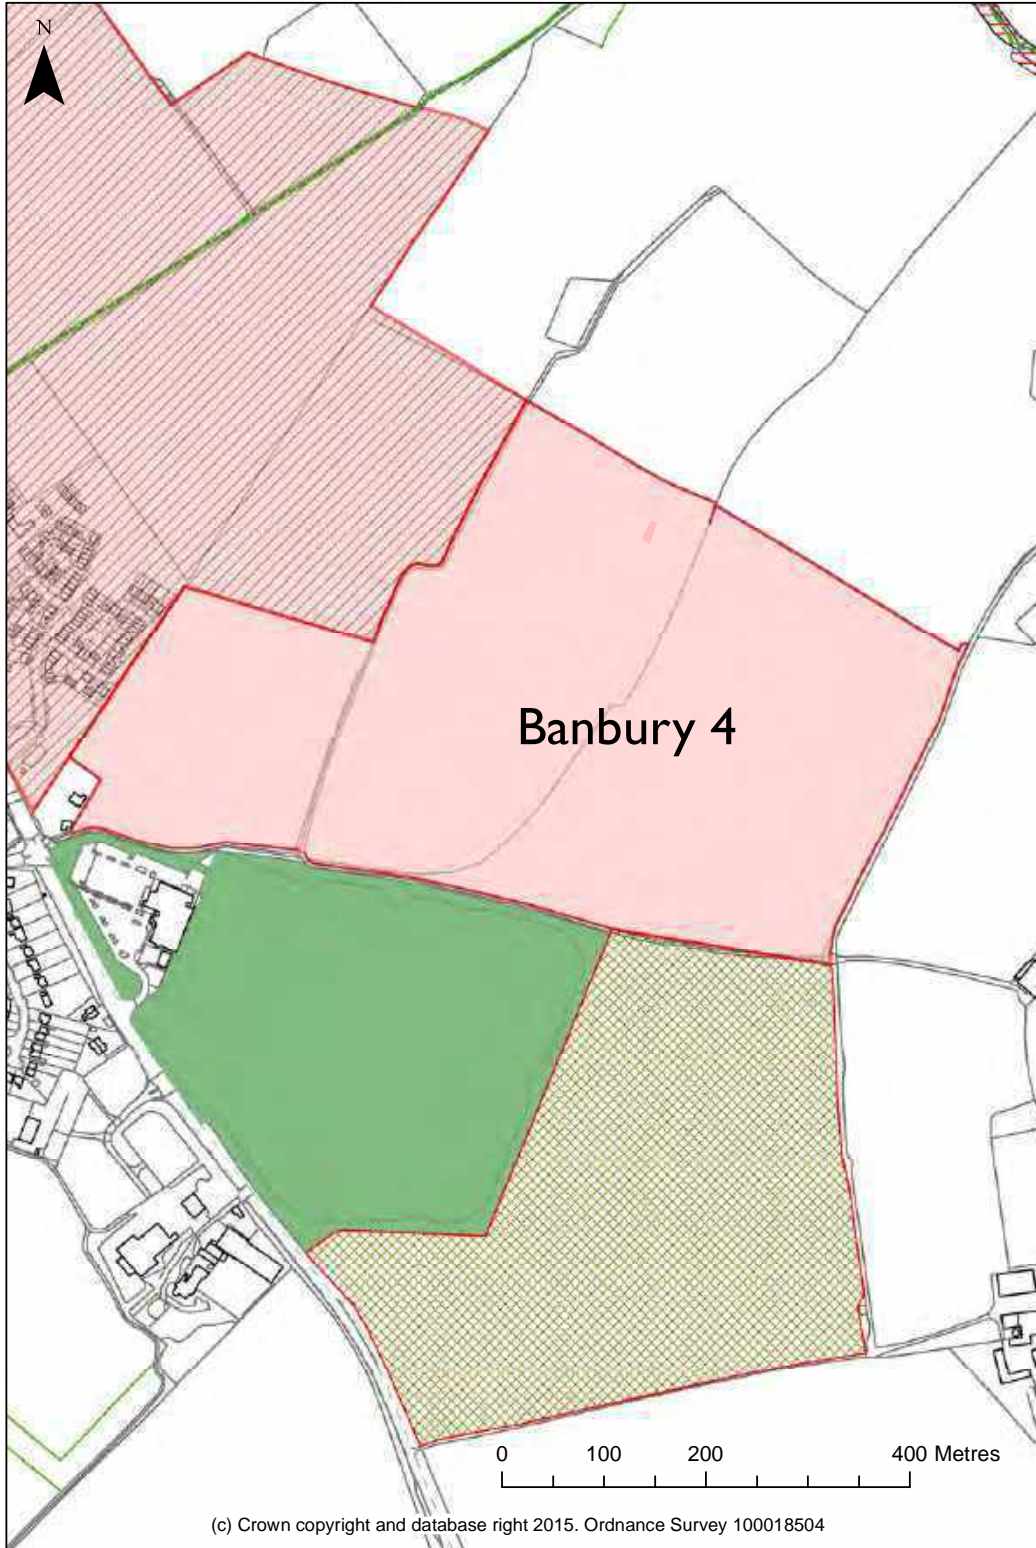 N
Banbury 4
0 100 200 400 Metres
(c) Crown copyright and database right 2015. Ordnance Survey 100018504